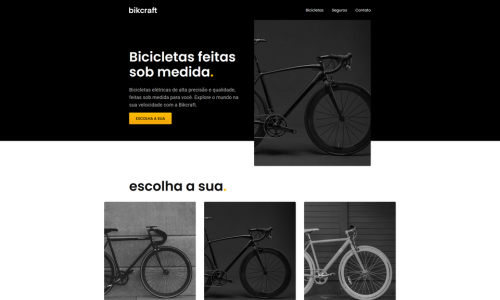 bikcraft
Bicicletas Seguros Contato
Bicicletas feitas
sob medida.
Bicicletas elétricas de alta precisão e qualidade,
feitas sob medida para você. Explore o mundo na
sua velocidade com a Bikcraft.
ESCOLHA A SUA
escolha a sua.